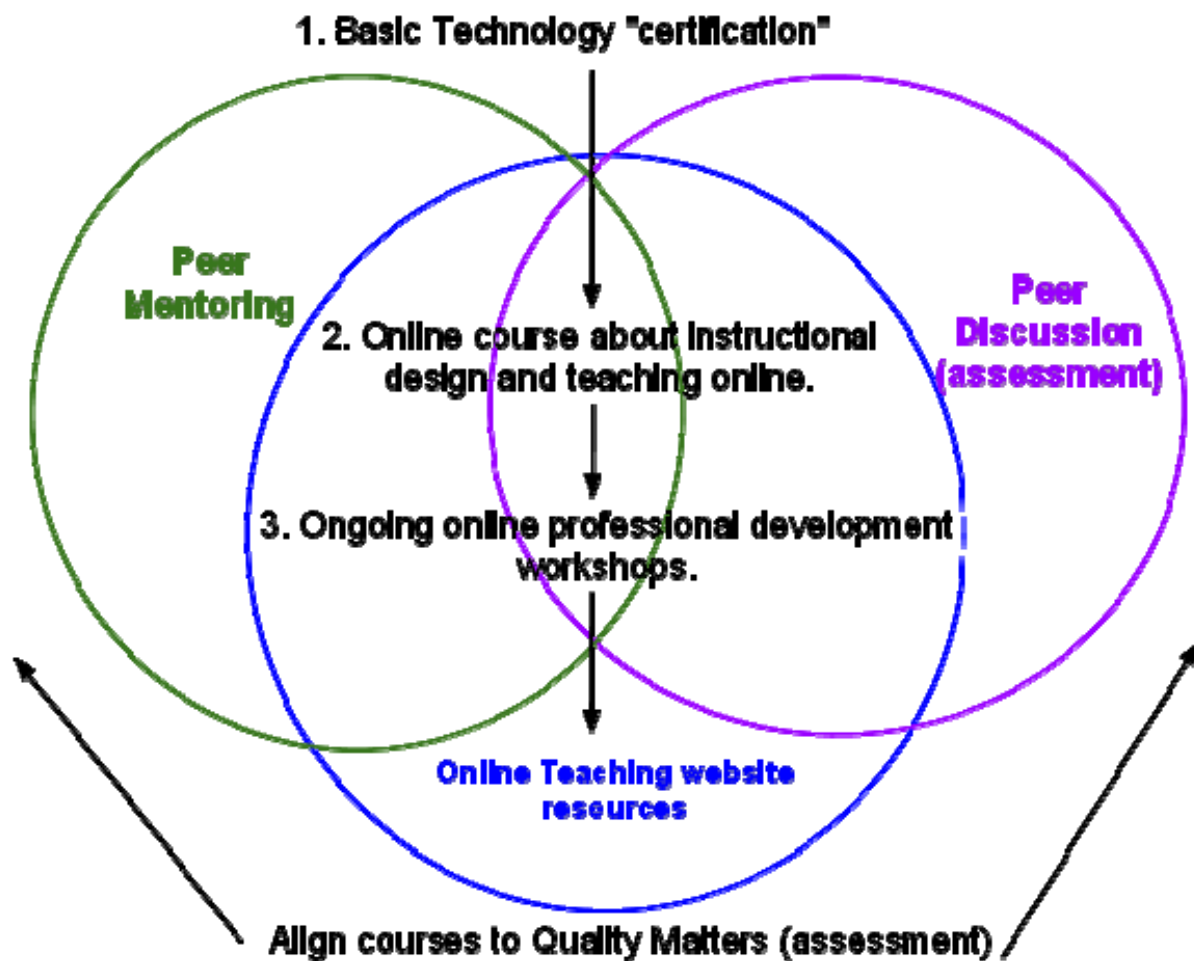 1. Basic Technology "certification"
Peer
Mentoring
Peer
Discussion
(assessment)
2. Online course about instructional
design and teaching online.
3. Ongoing online professional development
workshops.
Online Teaching website
resources
Align courses to Quality Matters (assessment)